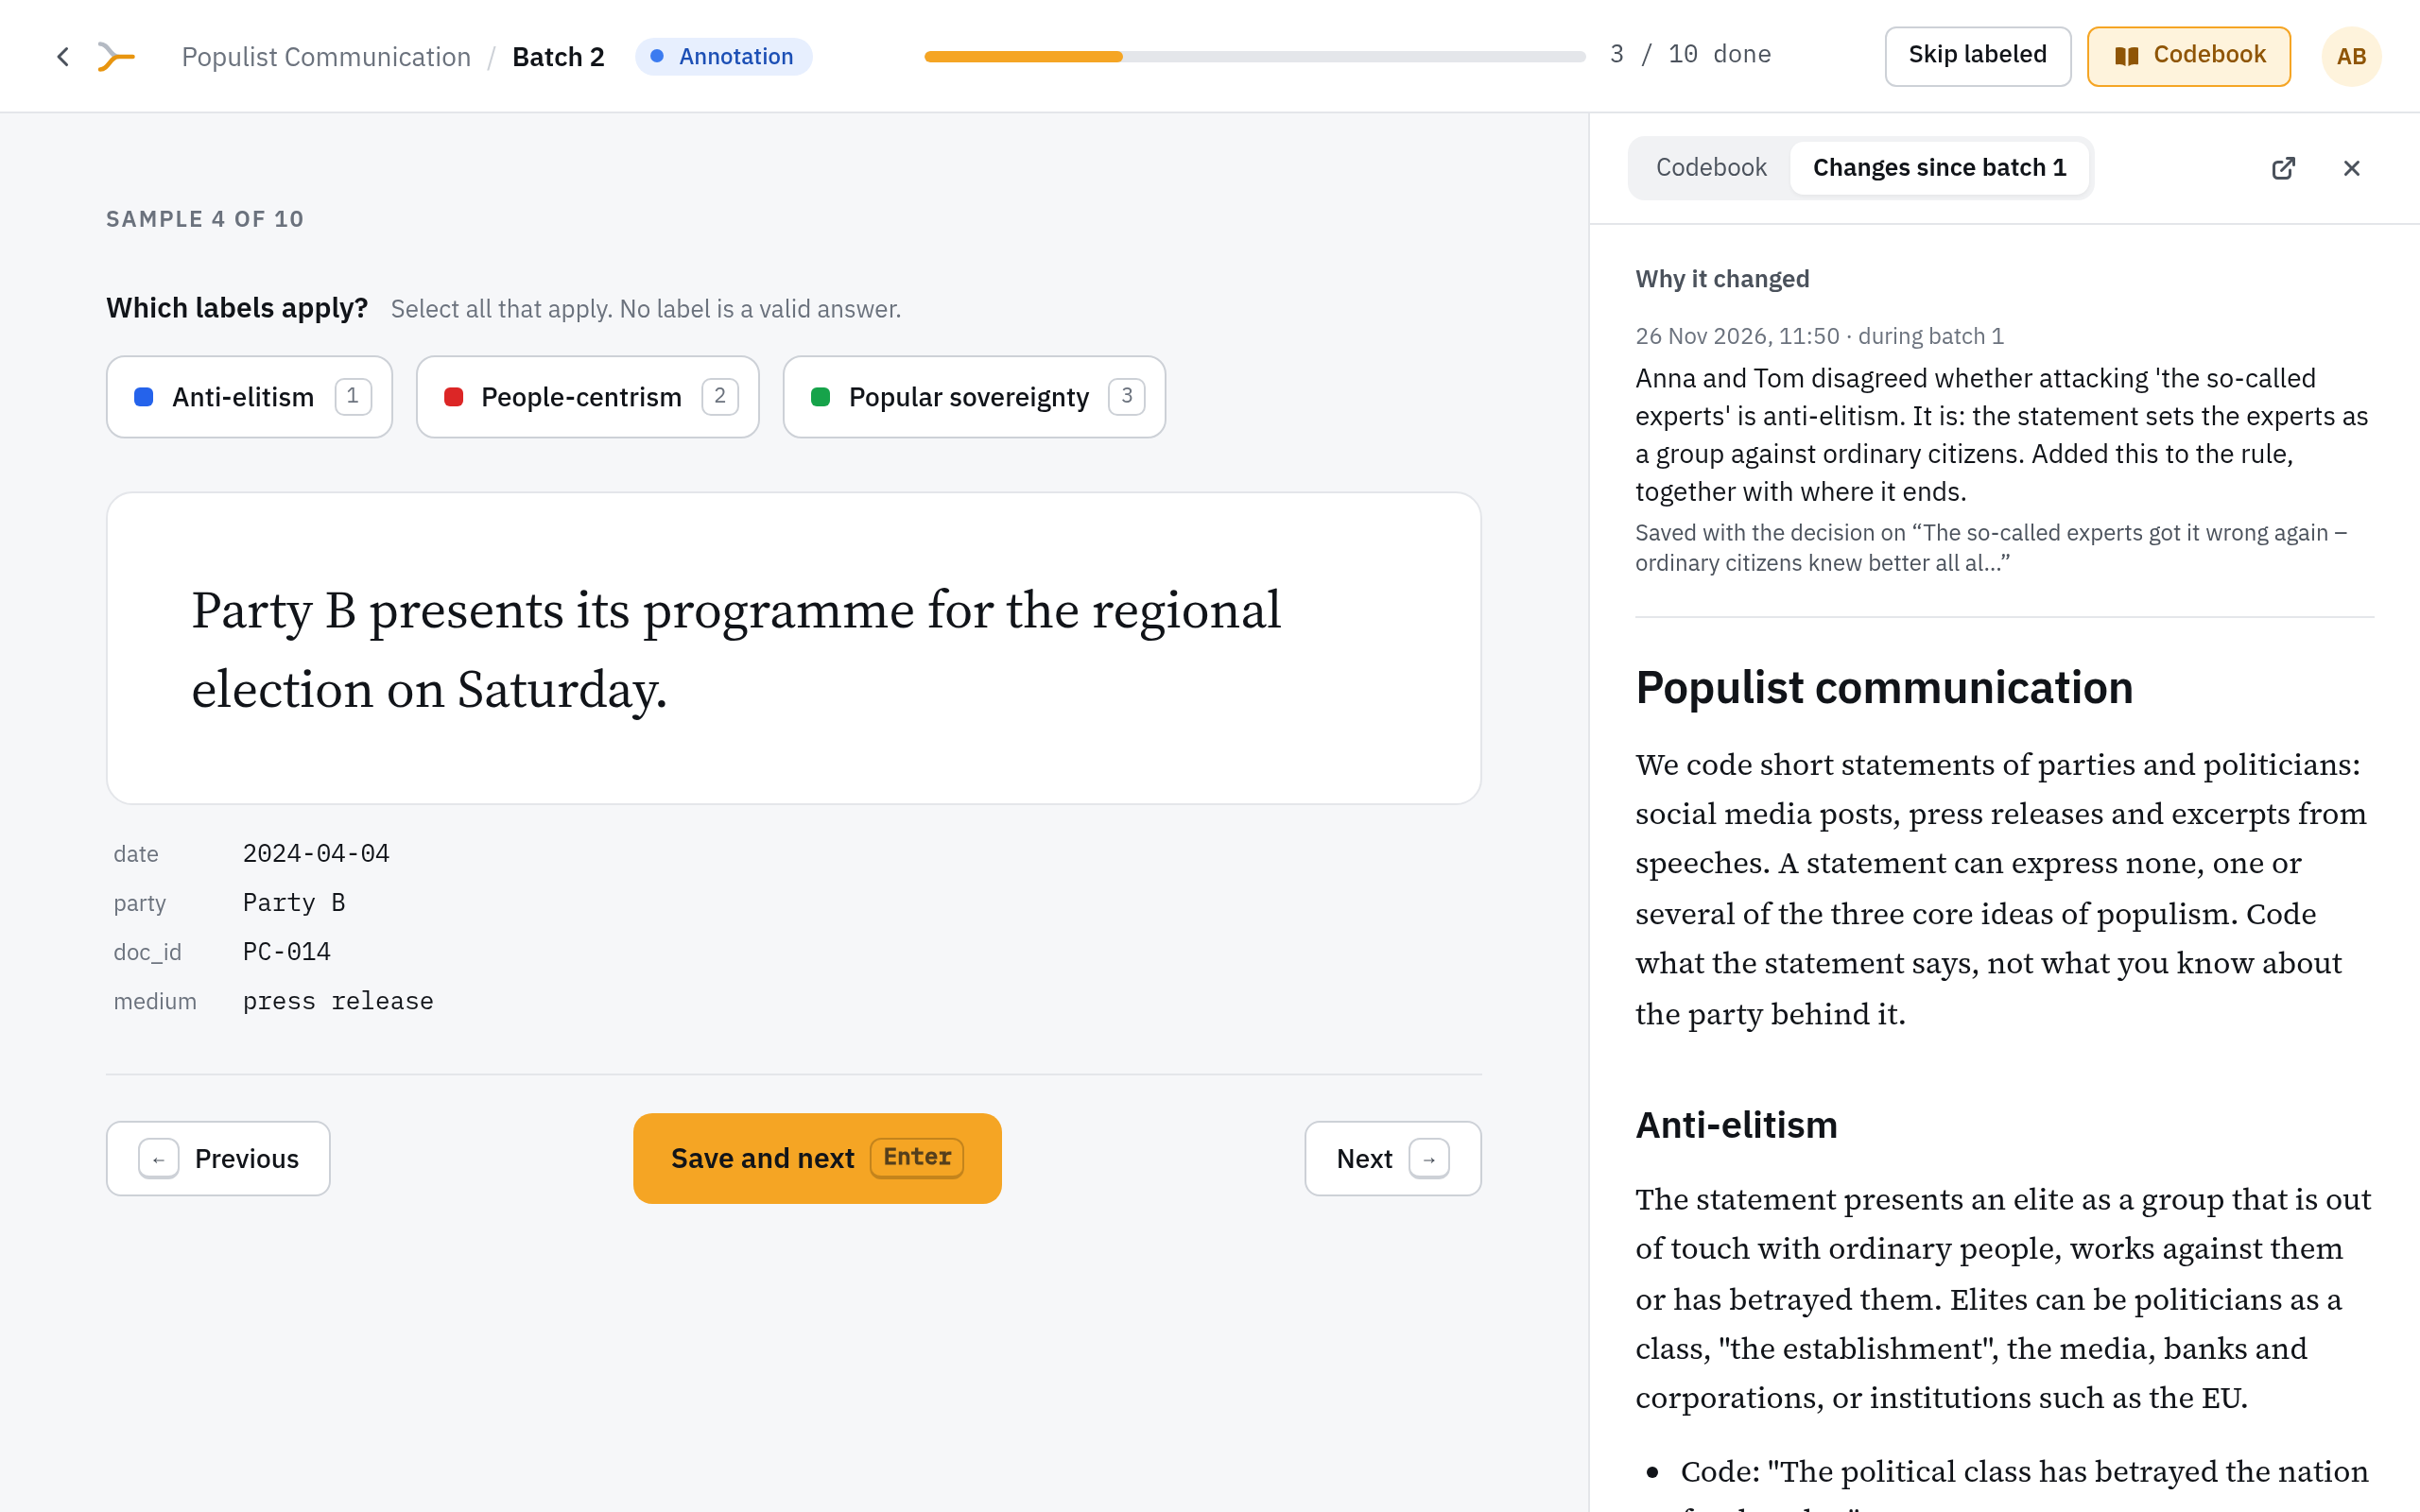 Populist Communication / Batch 2
Annotation
3 / 10 done
Skip labeled
Codebook
AB
SAMPLE 4 OF 10
Which labels apply? Select all that apply. No label is a valid answer.
Anti-elitism 1
People-centrism 2
Popular sovereignty 3
Party B presents its programme for the regional
election on Saturday.
date 2024-04-04
party Party B
doc_id PC-014
medium press release
← Previous
Save and next Enter
Next →
Codebook
Changes since batch 1
Why it changed
26 Nov 2026, 11:50 · during batch 1
Anna and Tom disagreed whether attacking 'the so-called
experts' is anti-elitism. It is: the statement sets the experts as
a group against ordinary citizens. Added this to the rule,
together with where it ends.
Saved with the decision on “The so-called experts got it wrong again –
ordinary citizens knew better all al…”
Populist communication
We code short statements of parties and politicians:
social media posts, press releases and excerpts from
speeches. A statement can express none, one or
several of the three core ideas of populism. Code
what the statement says, not what you know about
the party behind it.
Anti-elitism
The statement presents an elite as a group that is out
of touch with ordinary people, works against them
or has betrayed them. Elites can be politicians as a
class, "the establishment", the media, banks and
corporations, or institutions such as the EU.
• Code: "The political class has betrayed the nation